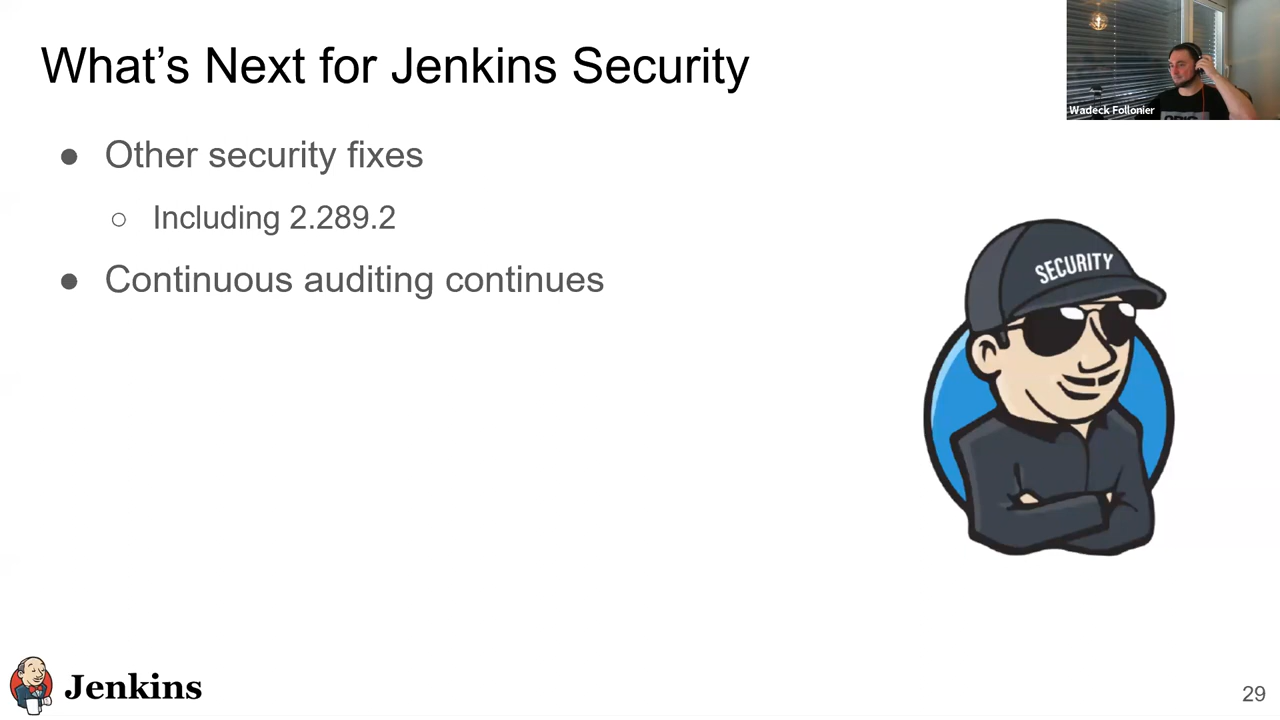 What's Next for Jenkins Security
Wadeck Follonier
● Other security fixes
○ Including 2.289.2
● Continuous auditing continues
SECURITY
Jenkins
29